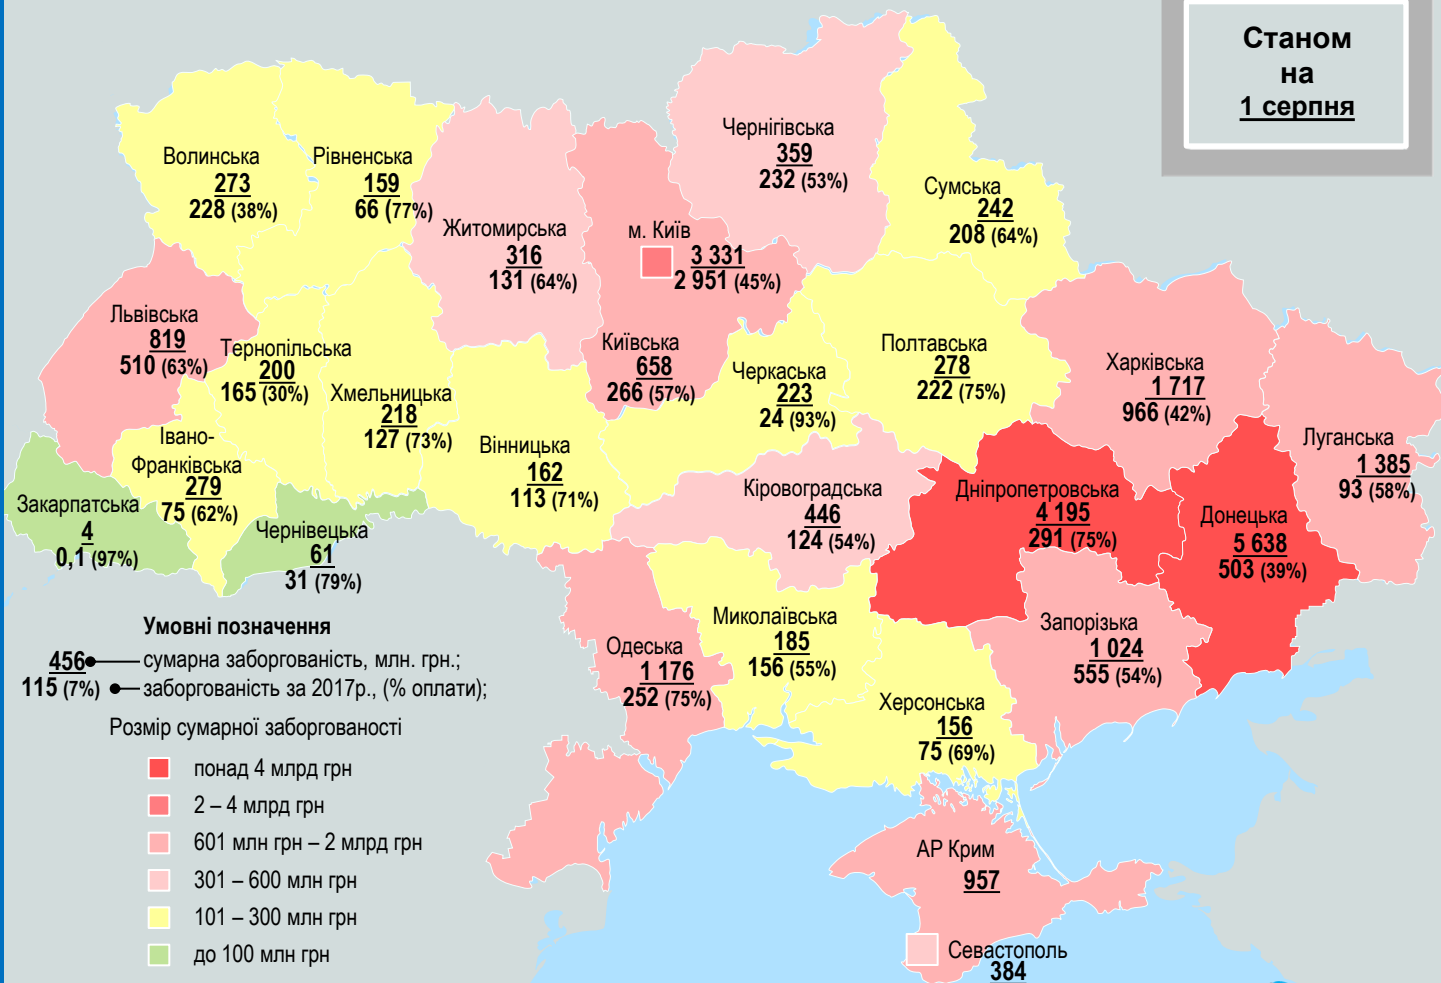 Станом
на
1 серпня
Волинська
273
228 (38%)
Рівненська
159
66 (77%)
Житомирська
316
131 (64%)
м. Київ
3 331
2 951 (45%)
Київська
658
266 (57%)
Чернігівська
359
232 (53%)
Сумська
242
208 (64%)
Львівська
819
510 (63%)
Тернопільська
200
165 (30%)
Хмельницька
218
127 (73%)
Вінницька
162
113 (71%)
Черкаська
223
24 (93%)
Полтавська
278
222 (75%)
Харківська
1 717
966 (42%)
Луганська
1 385
93 (58%)
Івано-
Франківська
279
75 (62%)
Закарпатська
4
0,1 (97%)
Чернівецька
61
31 (79%)
Кіровоградська
446
124 (54%)
Дніпропетровська
4 195
291 (75%)
Донецька
5 638
503 (39%)
Одеська
1 176
252 (75%)
Миколаївська
185
156 (55%)
Запорізька
1 024
555 (54%)
Херсонська
156
75 (69%)
АР Крим
957
Севастополь
384
Умовні позначення
456 сумарна заборгованість, млн. грн.;
115 (7%) заборгованість за 2017р., (% оплати);
Розмір сумарної заборгованості
понад 4 млрд грн
2 – 4 млрд грн
601 млн грн – 2 млрд грн
301 – 600 млн грн
101 – 300 млн грн
до 100 млн грн